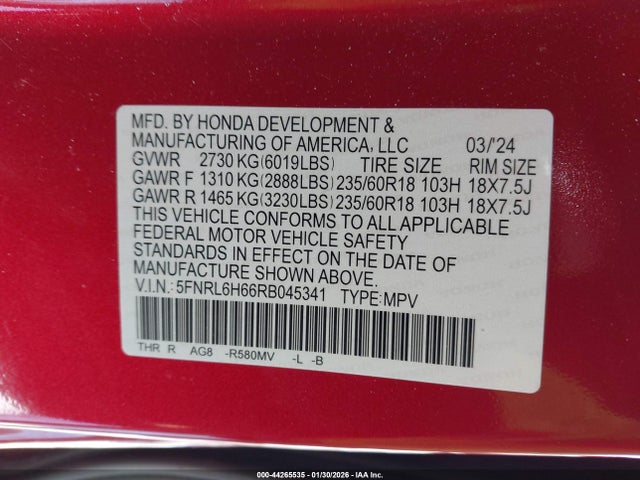 MFD. BY HONDA DEVELOPMENT &
MANUFACTURING OF AMERICA, LLC 03/'24
GVWR 2730 KG(6019LBS) TIRE SIZE RIM SIZE
GAWR F 1310 KG(2888LBS) 235/60R18 103H 18X7.5J
GAWR R 1465 KG(3230LBS) 235/60R18 103H 18X7.5J
THIS VEHICLE CONFORMS TO ALL APPLICABLE
FEDERAL MOTOR VEHICLE SAFETY
STANDARDS IN EFFECT ON THE DATE OF
MANUFACTURE SHOWN ABOVE.
V.I.N.: 5FNRL6H66RB045341 TYPE: MPV
THR R AG8 -R580MV -L -B
000-44265535 - 01/30/2026 - IAA Inc.